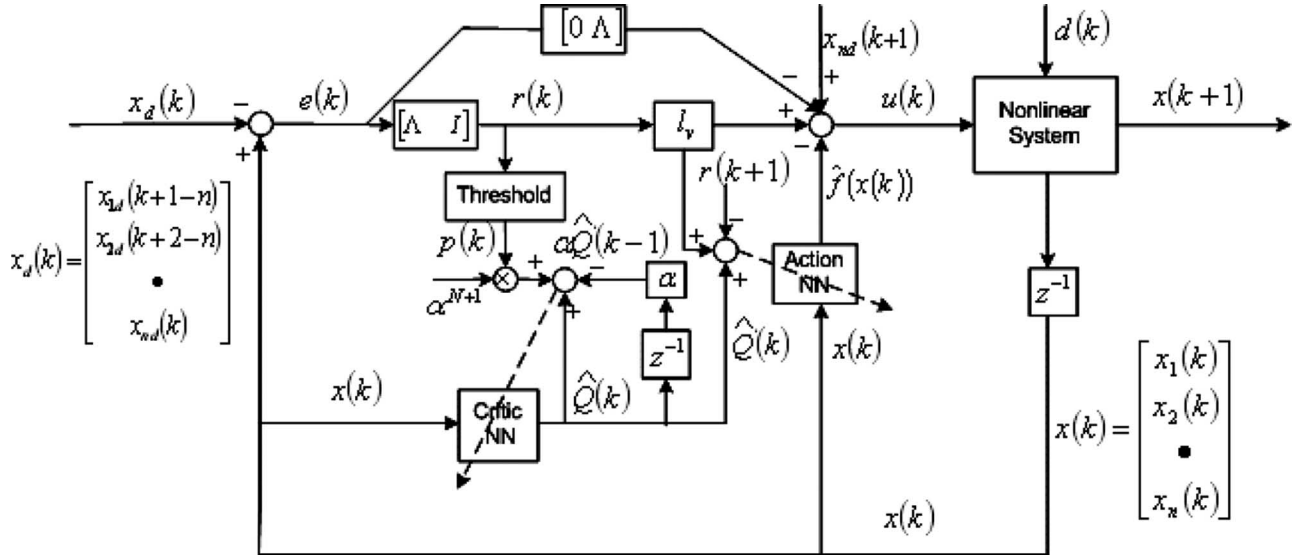 [0 Λ]
x_nd(k+1)
d(k)
x_d(k)
−
e(k)
r(k)
−
+
u(k)
x(k+1)
[Λ I]
l_v
+
Nonlinear
System
+
−
r(k+1)
f̂(x(k))
Threshold
x_d(k)=
x_1d(k+1−n)
x_2d(k+2−n)
•
x_nd(k)
p(k)
αQ̂(k−1)
−
+
Action
NN
+
−
×
α
+
z⁻¹
α^{N+1}
+
z⁻¹
Q̂(k)
x(k)
x(k)
Critic
NN
Q̂(k)
x(k)=
x_1(k)
x_2(k)
•
x_n(k)
x(k)